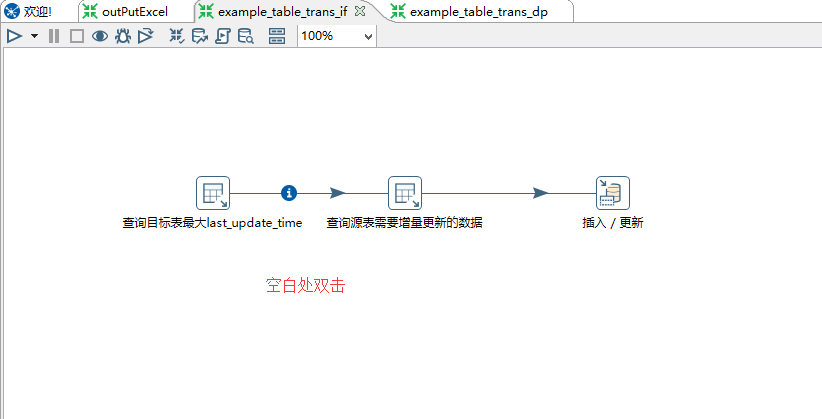 欢迎!
outPutExcel
example_table_trans_if
example_table_trans_dp
100%
查询目标表最大last_update_time
查询源表需要增量更新的数据
插入 / 更新
空白处双击